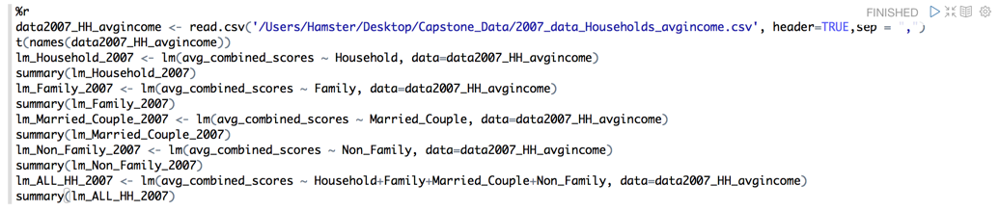 %r
FINISHED
data2007_HH_avgincome <- read.csv('/Users/Hamster/Desktop/Capstone_Data/2007_data_Households_avgincome.csv', header=TRUE,sep = ",")
t(names(data2007_HH_avgincome))
lm_Household_2007 <- lm(avg_combined_scores ~ Household, data=data2007_HH_avgincome)
summary(lm_Household_2007)
lm_Family_2007 <- lm(avg_combined_scores ~ Family, data=data2007_HH_avgincome)
summary(lm_Family_2007)
lm_Married_Couple_2007 <- lm(avg_combined_scores ~ Married_Couple, data=data2007_HH_avgincome)
summary(lm_Married_Couple_2007)
lm_Non_Family_2007 <- lm(avg_combined_scores ~ Non_Family, data=data2007_HH_avgincome)
summary(lm_Non_Family_2007)
lm_ALL_HH_2007 <- lm(avg_combined_scores ~ Household+Family+Married_Couple+Non_Family, data=data2007_HH_avgincome)
summary(lm_ALL_HH_2007)